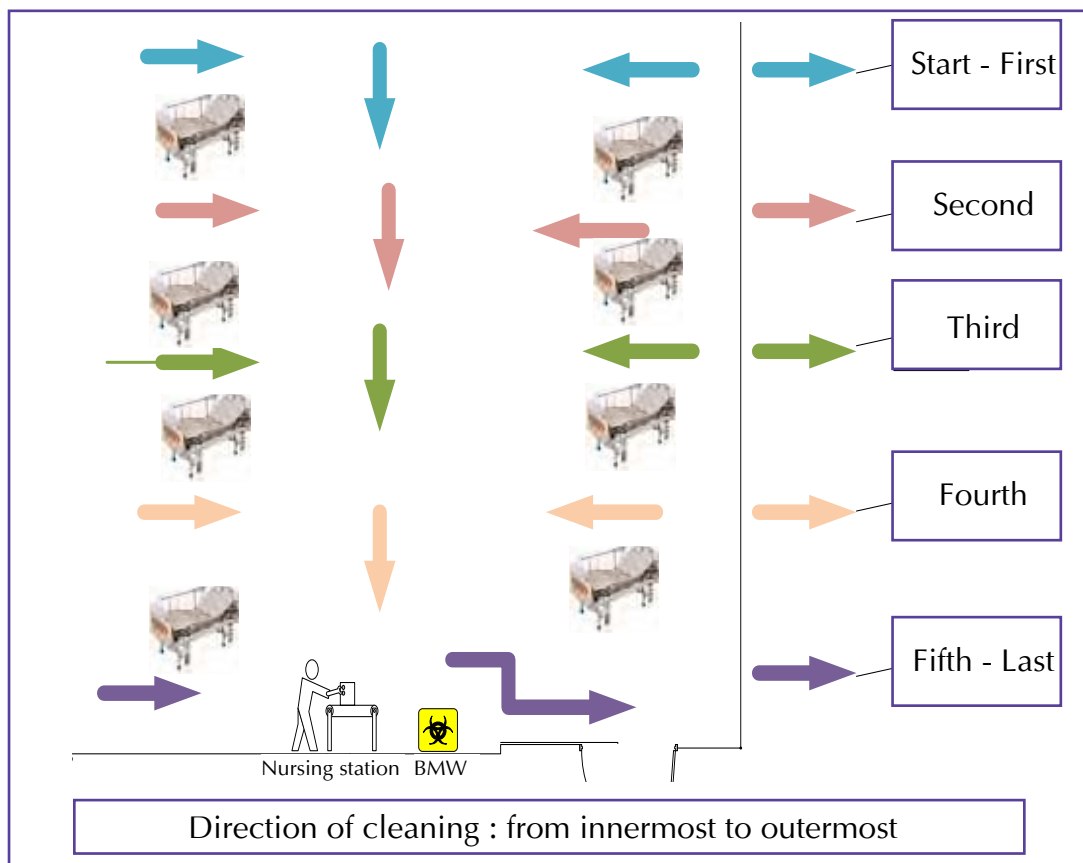 Start - First
Second
Third
Fourth
Fifth - Last
Nursing station BMW
Direction of cleaning : from innermost to outermost